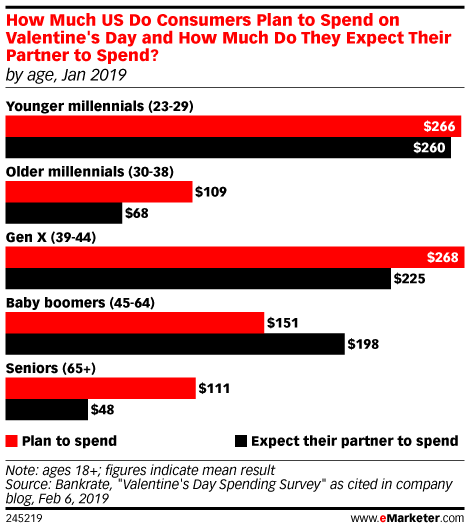 How Much US Do Consumers Plan to Spend on
Valentine's Day and How Much Do They Expect Their
Partner to Spend?
by age, Jan 2019
Younger millennials (23-29)
$266
$260
Older millennials (30-38)
$109
$68
Gen X (39-44)
$268
$225
Baby boomers (45-64)
$151
$198
Seniors (65+)
$111
$48
Plan to spend
Expect their partner to spend
Note: ages 18+; figures indicate mean result
Source: Bankrate, "Valentine's Day Spending Survey" as cited in company
blog, Feb 6, 2019
245219
www.eMarketer.com